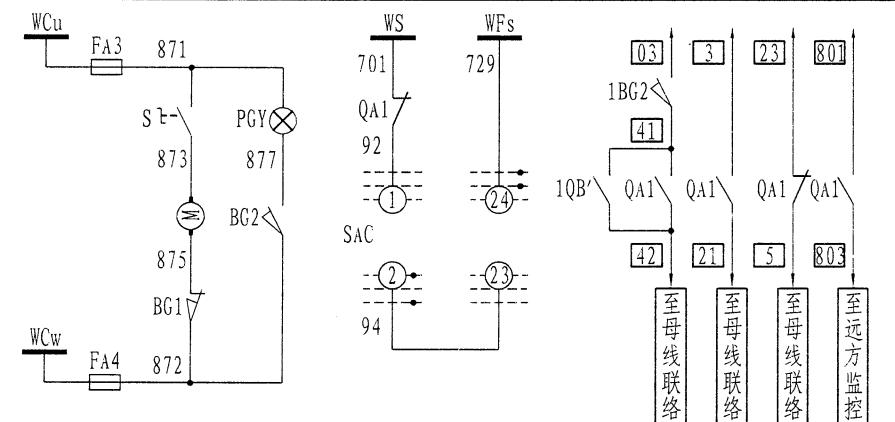 WCu
FA3
871
S
PGY
873
877
M
BG2
875
BG1
WCw
FA4
872
WS
WFs
701
729
QA1
92
1
24
SAC
2
23
94
03
3
23
801
1BG2
41
1QB'
QA1
QA1
QA1
QA1
42
21
5
803
至母线联络
至母线联络
至母线联络
至远方监控